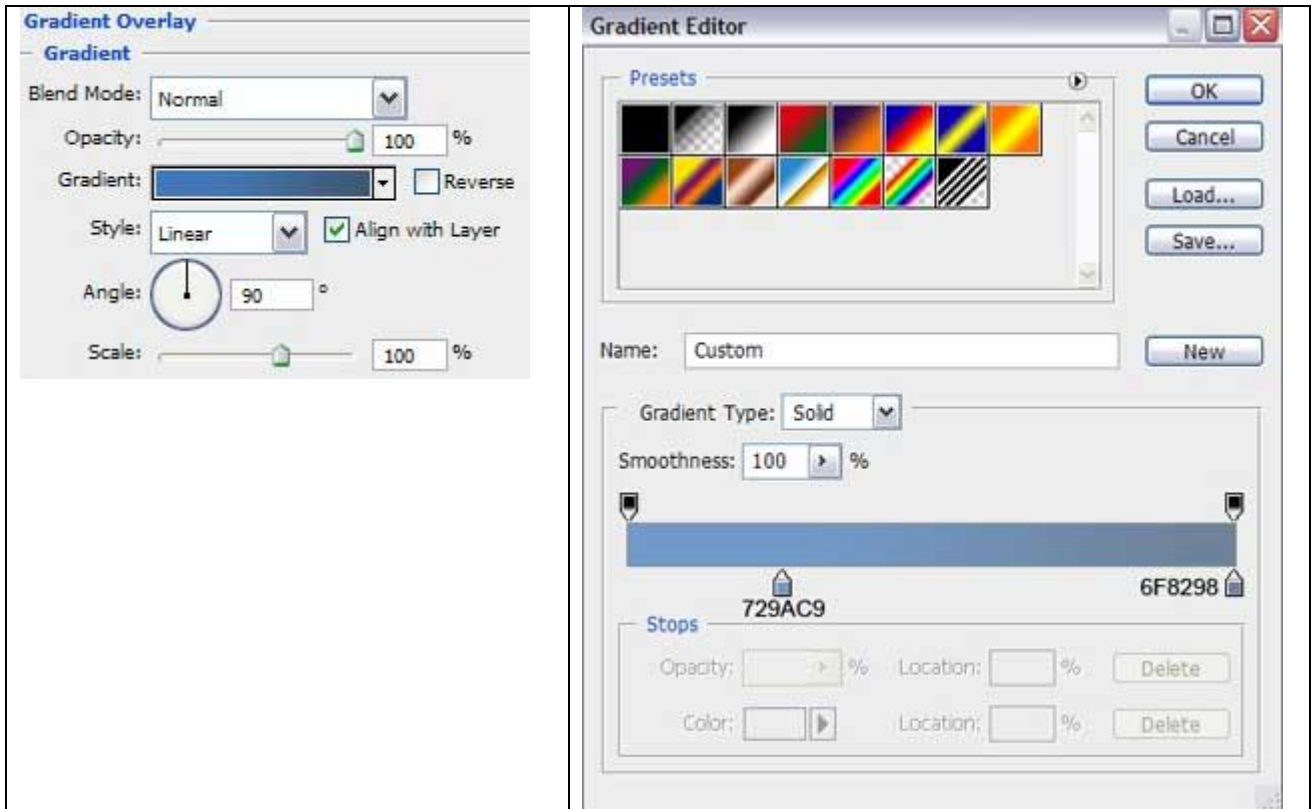 Gradient Overlay
Gradient
Blend Mode: Normal
Opacity: 100 %
Gradient: Reverse
Style: Linear Align with Layer
Angle: 90 °
Scale: 100 %
Gradient Editor
Presets
OK
Cancel
Load...
Save...
Name: Custom New
Gradient Type: Solid
Smoothness: 100 %
729AC9
6F8298
Stops
Opacity: % Location: % Delete
Color: Location: % Delete